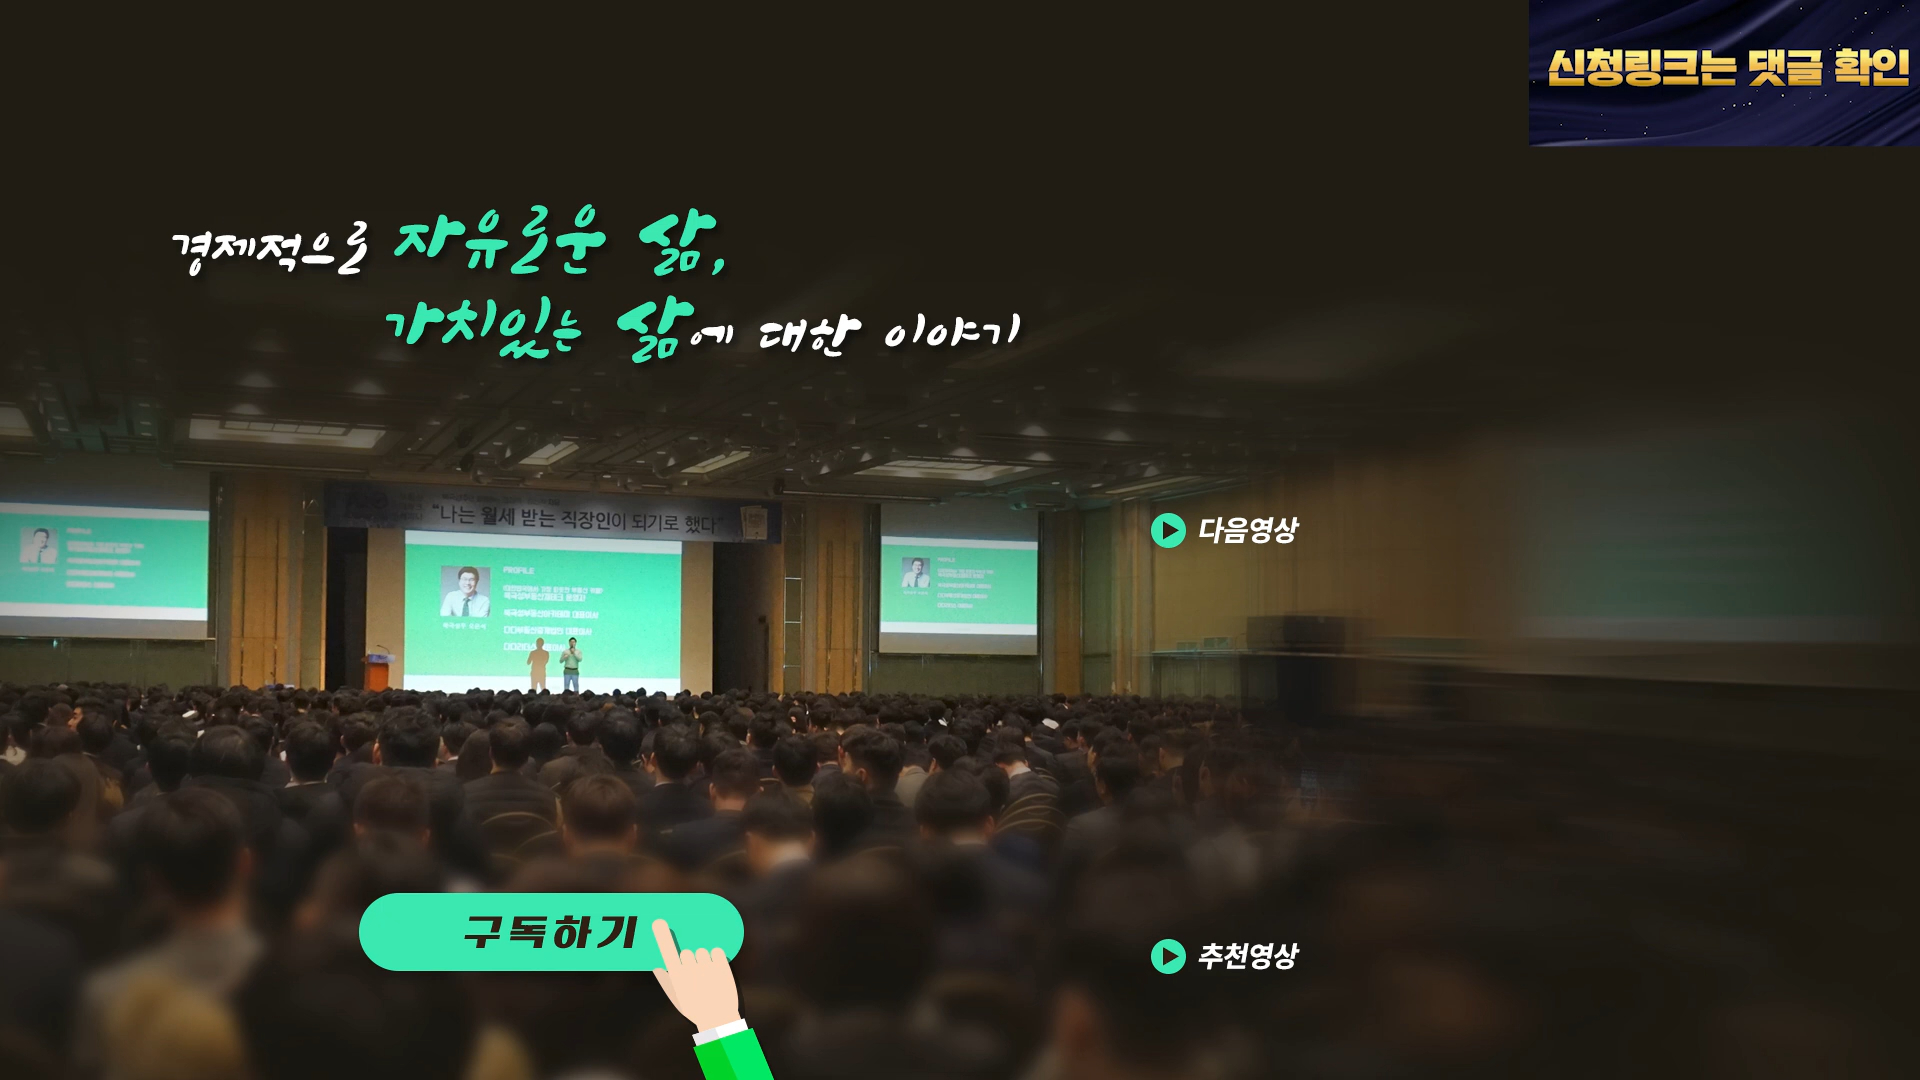 신청링크는 댓글 확인
경제적으로 자유로운 삶,
가치있는 삶에 대한 이야기
"나는 월세 받는 직장인이 되기로 했다"
PROFILE
다음영상
구독하기
추천영상